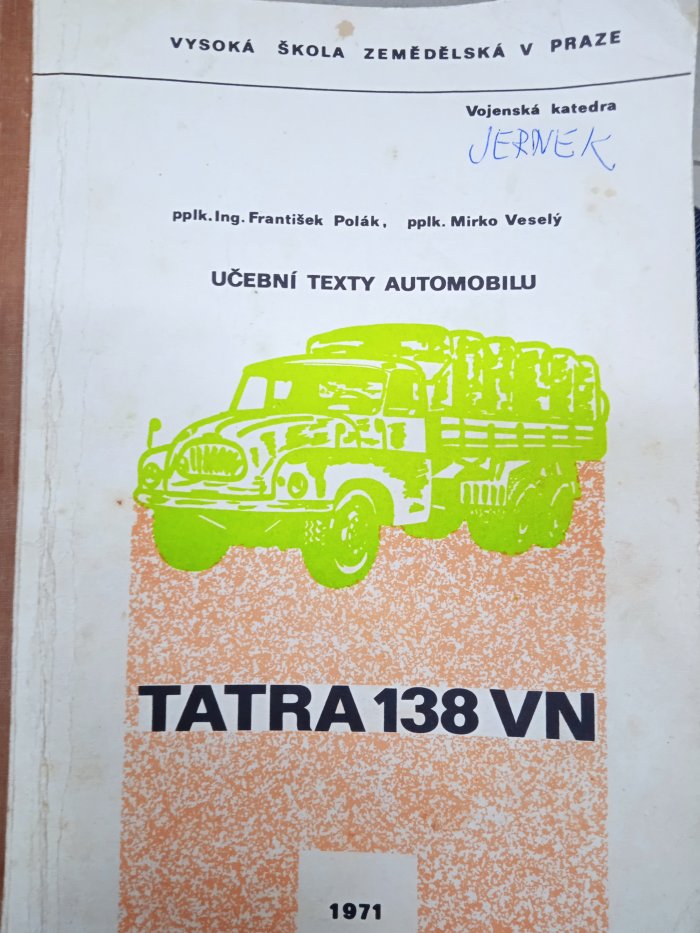 VYSOKÁ ŠKOLA ZEMĚDĚLSKÁ V PRAZE
Vojenská katedra
JERNEK
pplk. Ing. František Polák, pplk. Mirko Veselý
UČEBNÍ TEXTY AUTOMOBILU
TATRA 138 VN
1971